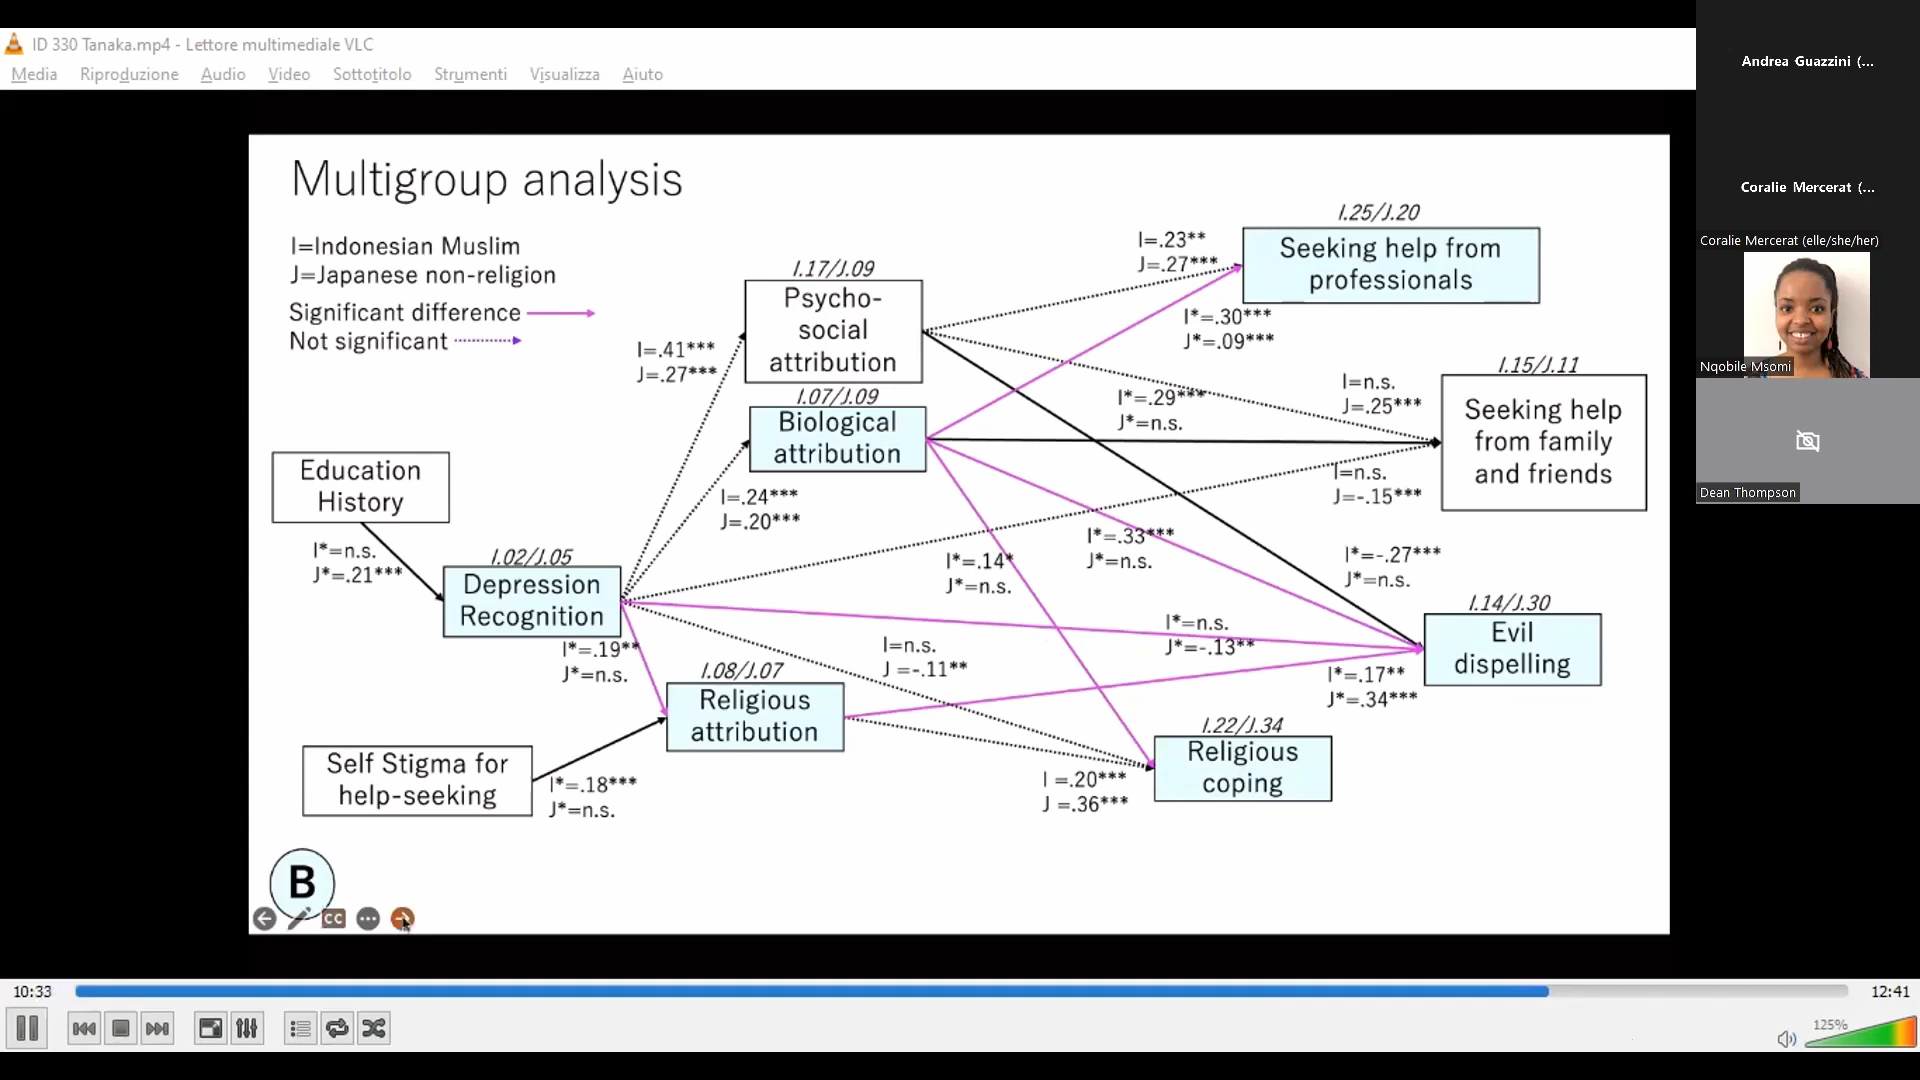 ID 330 Tanaka.mp4 - Lettore multimediale VLC
Media Riproduzione Audio Video Sottotitolo Strumenti Visualizza Aiuto
Andrea Guazzini (...
Coralie Mercerat (...
Coralie Mercerat (elle/she/her)
Nqobile Msomi
Dean Thompson
Multigroup analysis
I=Indonesian Muslim
J=Japanese non-religion
Significant difference
Not significant
I.25/J.20
Seeking help from
professionals
I=.23**
J=.27***
I.17/J.09
Psycho-
social
attribution
I*=.30***
J*=.09***
I=.41***
J=.27***
I.15/J.11
Seeking help
from family
and friends
I=n.s.
J=.25***
I*=.29***
J*=n.s.
I.07/J.09
Biological
attribution
Education
History
I=n.s.
J=-.15***
I=.24***
J=.20***
I*=.33***
J*=n.s.
I*=n.s.
J*=.21***
I.02/J.05
Depression
Recognition
I*=.14*
J*=n.s.
I*=-.27***
J*=n.s.
I.14/J.30
Evil
dispelling
I*=n.s.
J*=-.13**
I*=.19**
J*=n.s.
I=n.s.
J =-.11**
I*=.17**
J*=.34***
I.08/J.07
Religious
attribution
I.22/J.34
Religious
coping
Self Stigma for
help-seeking
I*=.18***
J*=n.s.
I =.20***
J =.36***
B
CC
10:33
12:41
125%